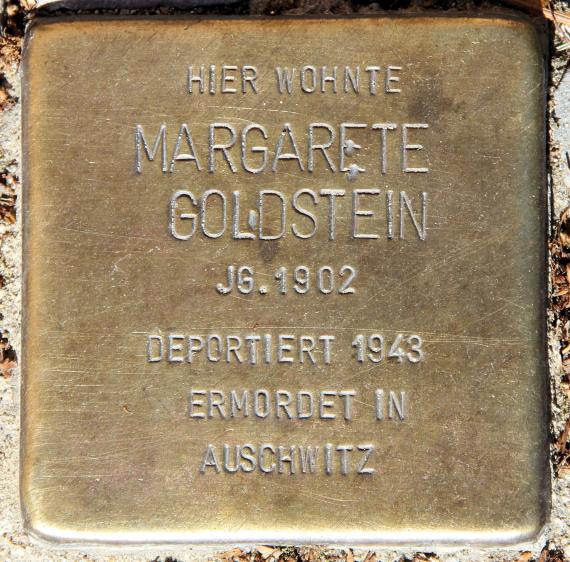 HIER WOHNTE
MARGARETE
GOLDSTEIN
JG. 1902
DEPORTIERT 1943
ERMORDET IN
AUSCHWITZ